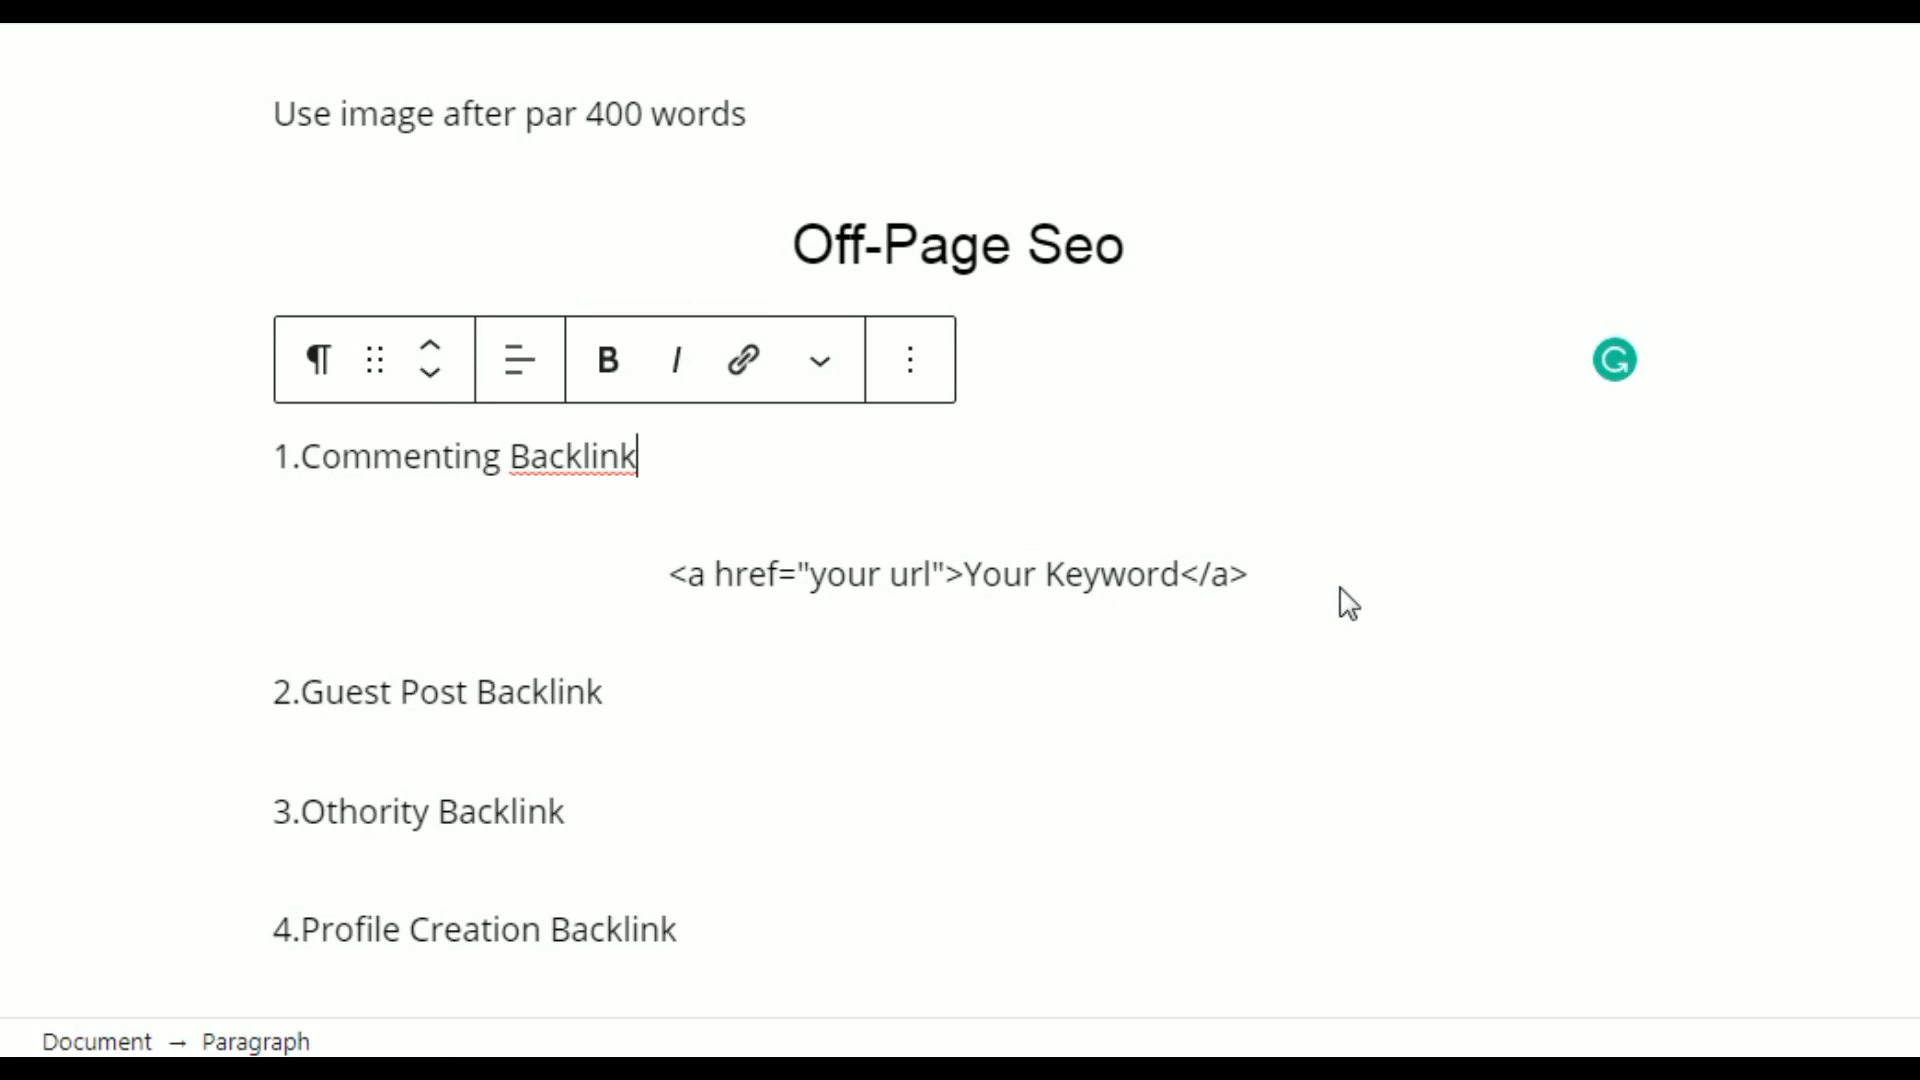 Use image after par 400 words
Off-Page Seo
B I
1.Commenting Backlink
<a href="your url">Your Keyword</a>
2.Guest Post Backlink
3.Othority Backlink
4.Profile Creation Backlink
Document → Paragraph